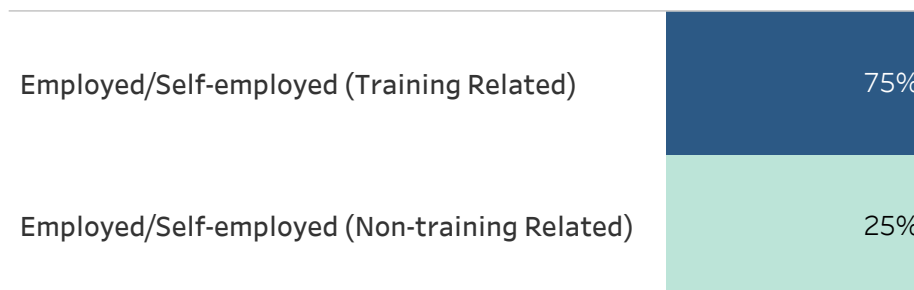 Employed/Self-employed (Training Related) 75%
Employed/Self-employed (Non-training Related) 25%